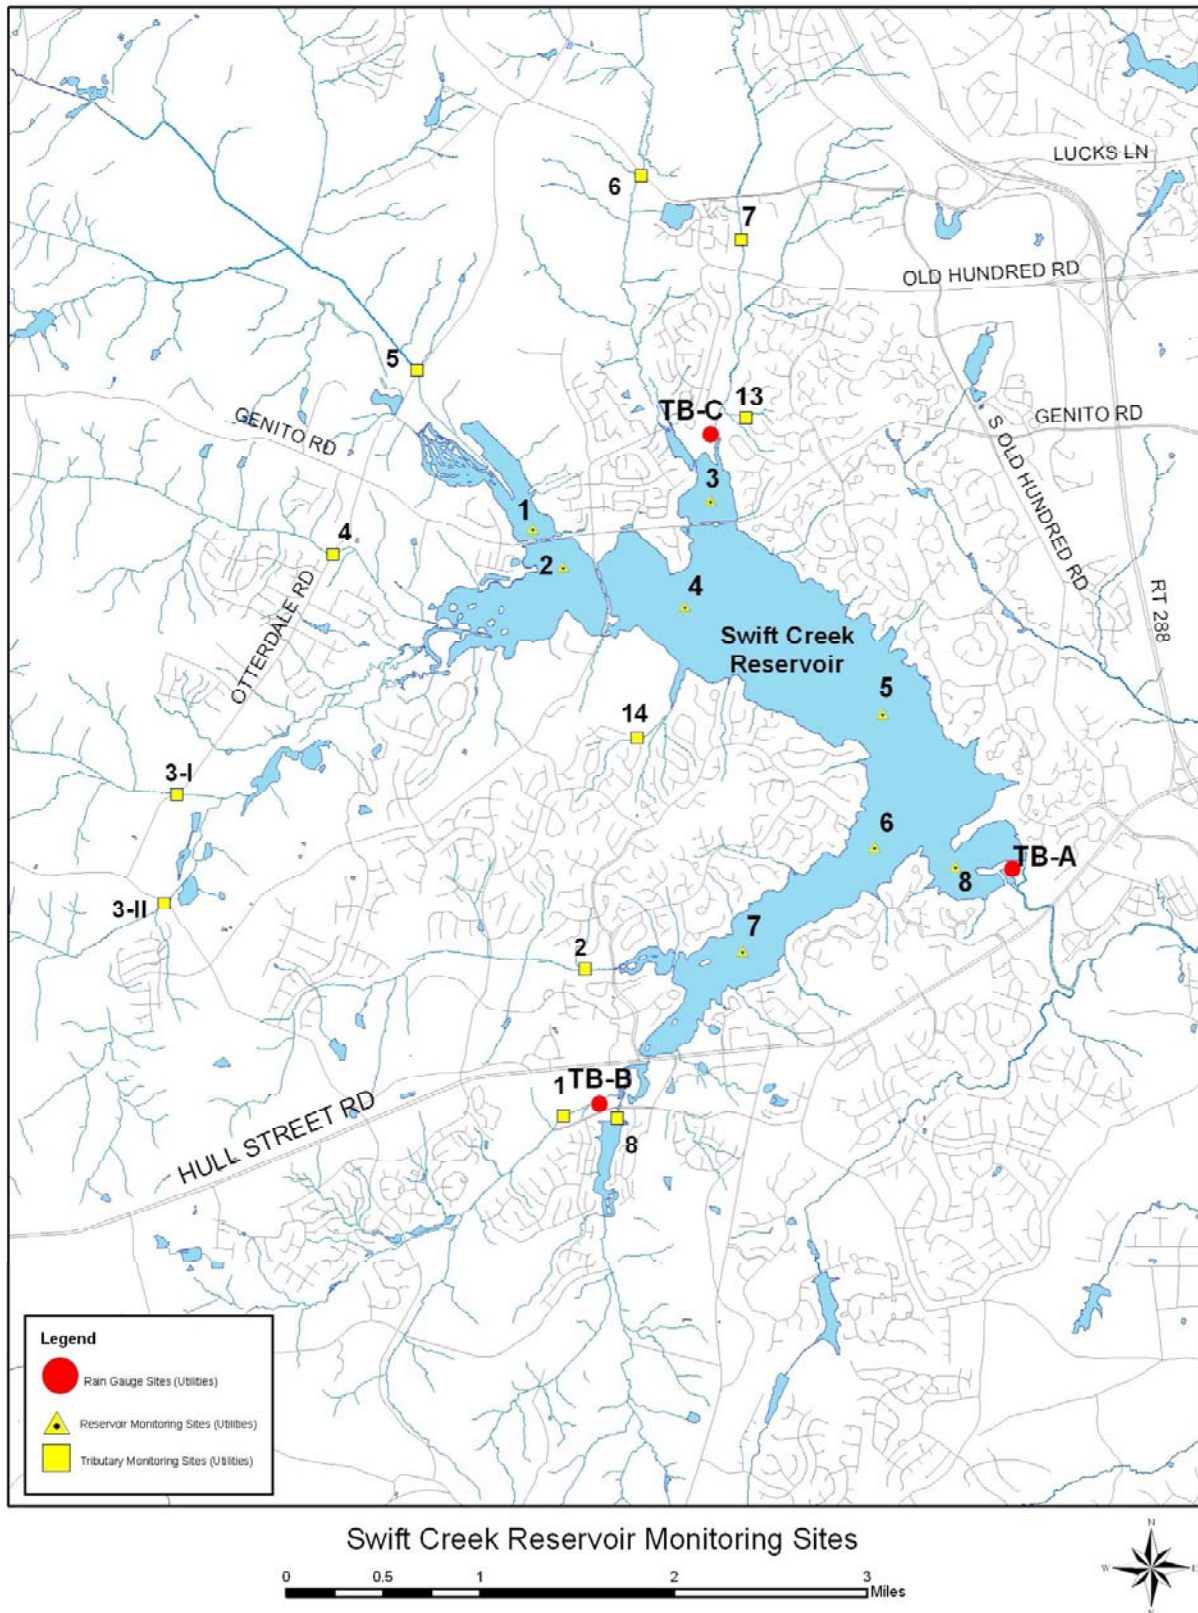 LUCKS LN
6
7
OLD HUNDRED RD
5
13
TB-C
GENITO RD
GENITO RD
S OLD HUNDRED RD
3
1
4
2
4
OTTERDALE RD
RT 288
Swift Creek
Reservoir
5
14
3-I
6
TB-A
8
3-II
7
2
1
TB-B
8
HULL STREET RD
Legend
Rain Gauge Sites (Utilities)
Reservoir Monitoring Sites (Utilities)
Tributary Monitoring Sites (Utilities)
Swift Creek Reservoir Monitoring Sites
0 0.5 1 2 3
Miles
N
W E
S